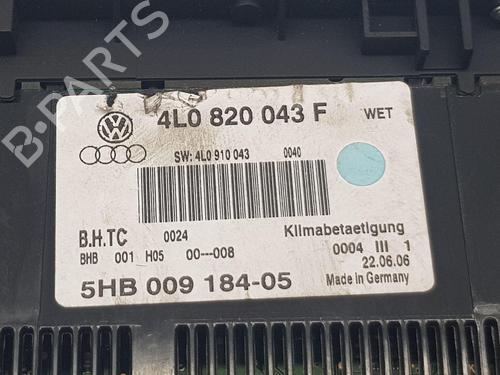 B-PARTS
4L0 820 043 F WET
SW: 4L0 910 043 0040
B.H.TC 0024 Klimabetaetigung
BHB 001 H05 00---008 0004 III 1
22.06.06
5HB 009 184-05 Made in Germany